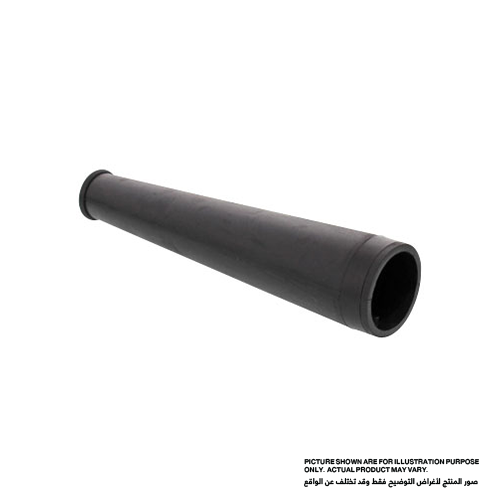 PICTURE SHOWN ARE FOR ILLUSTRATION PURPOSE
ONLY. ACTUAL PRODUCT MAY VARY.
صور المنتج لأغراض التوضيح فقط وقد تختلف عن الواقع